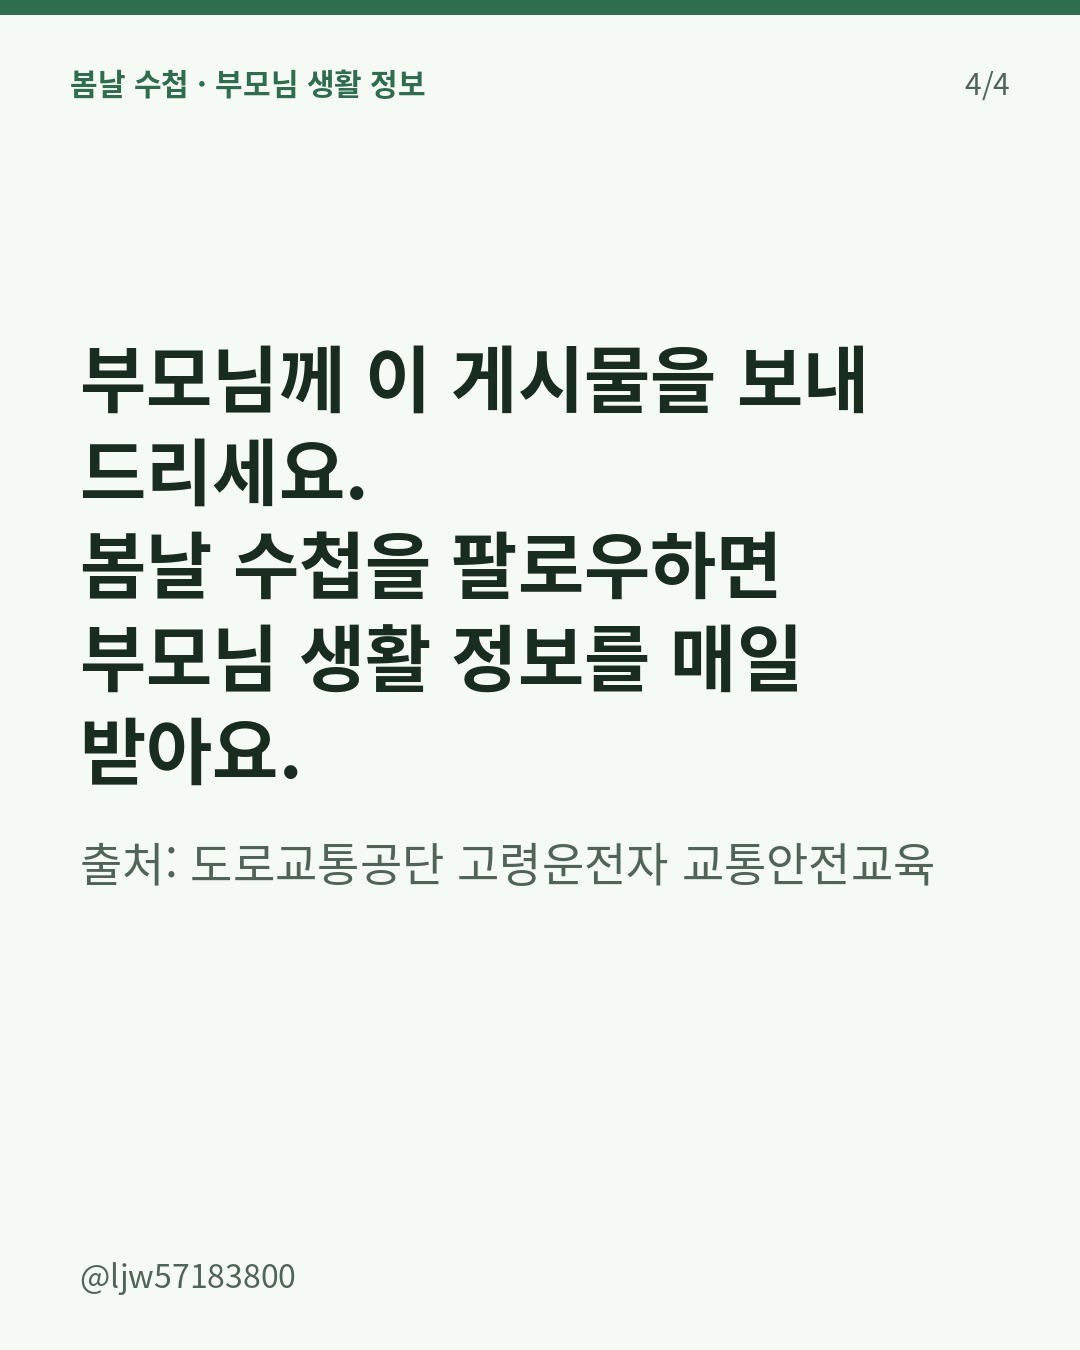 봄날 수첩 · 부모님 생활 정보
4/4
부모님께 이 게시물을 보내
드리세요.
봄날 수첩을 팔로우하면
부모님 생활 정보를 매일
받아요.
출처: 도로교통공단 고령운전자 교통안전교육
@ljw57183800